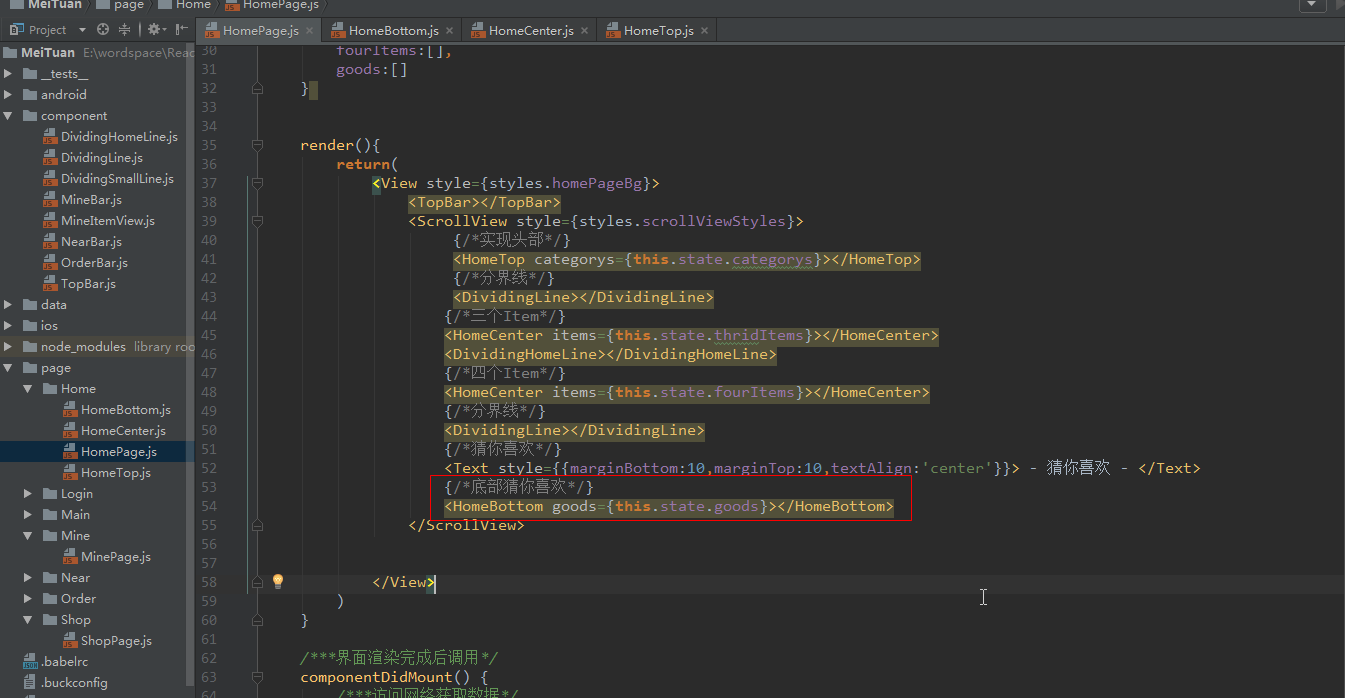 MeiTuan page Home HomePage.js
Project HomePage.js HomeBottom.js HomeCenter.js TopBar.js
MeiTuan E:\wordspace\Reac
__tests__
android
component
DividingHomeLine.js
DividingLine.js
DividingSmallLine.js
MineBar.js
MineItemView.js
NearBar.js
OrderBar.js
TopBar.js
data
ios
node_modules library roo
page
Home
HomeBottom.js
HomeCenter.js
HomePage.js
HomeTop.js
Login
Main
Mine
MinePage.js
Near
Order
Shop
ShopPage.js
.babelrc
.buckconfig
30 fourItems:[],
31 goods:[]
32 }
33
34
35 render(){
36 return(
37 <View style={styles.homePageBg}>
38 <TopBar></TopBar>
39 <ScrollView style={styles.scrollViewStyles}>
40 {/*实现头部*/}
41 <HomeTop categorys={this.state.categorys}></HomeTop>
42 {/*分界线*/}
43 <DividingLine></DividingLine>
44 {/*三个Item*/}
45 <HomeCenter items={this.state.thridItems}></HomeCenter>
46 <DividingHomeLine></DividingHomeLine>
47 {/*四个Item*/}
48 <HomeCenter items={this.state.fourItems}></HomeCenter>
49 {/*分界线*/}
50 <DividingLine></DividingLine>
51 {/*猜你喜欢*/}
52 <Text style={{marginBottom:10,marginTop:10,textAlign:'center'}}> - 猜你喜欢 - </Text>
53 {/*底部猜你喜欢*/}
54 <HomeBottom goods={this.state.goods}></HomeBottom>
55 </ScrollView>
56
57
58 </View>
59 )
60 }
61
62 /***界面渲染完成后调用*/
63 componentDidMount() {
64 /***访问网络获取数据*/